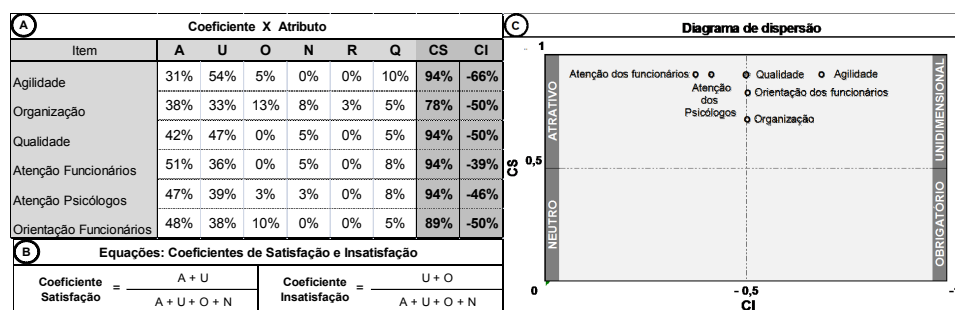 A Coeficiente X Atributo
Item A U O N R Q CS CI
Agilidade 31% 54% 5% 0% 0% 10% 94% -66%
Organização 38% 33% 13% 8% 3% 5% 78% -50%
Qualidade 42% 47% 0% 5% 0% 5% 94% -50%
Atenção Funcionários 51% 36% 0% 5% 0% 8% 94% -39%
Atenção Psicólogos 47% 39% 3% 3% 0% 8% 94% -46%
Orientação Funcionários 48% 38% 10% 0% 0% 5% 89% -50%
B Equações: Coeficientes de Satisfação e Insatisfação
Coeficiente Satisfação = A + U
A + U + O + N
Coeficiente Insatisfação = U + O
A + U + O + N
C Diagrama de dispersão
1
CS
0,5
0
- 0,5
-1
CI
ATRATIVO
NEUTRO
UNIDIMENSIONAL
OBRIGATÓRIO
Atenção dos funcionários
Atenção
dos
Psicólogos
Qualidade
Agilidade
Orientação dos funcionários
Organização